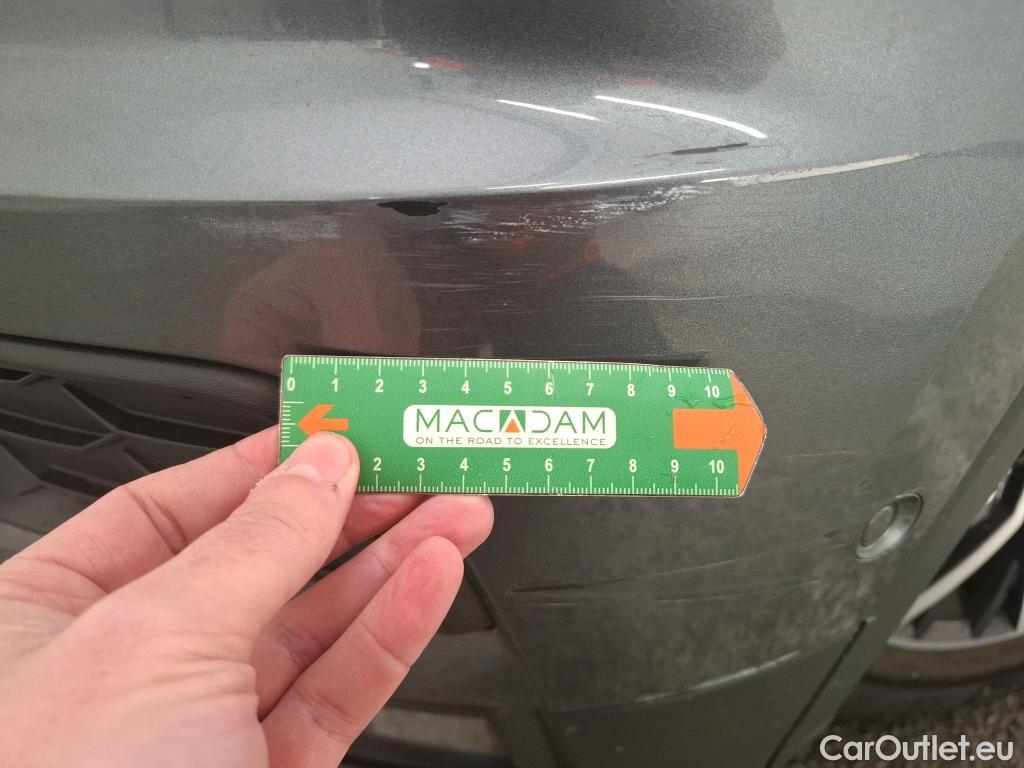 0 1 2 3 4 5 6 7 8 9 10
MACADAM
ON THE ROAD TO EXCELLENCE
2 3 4 5 6 7 8 9 10
CarOutlet.eu